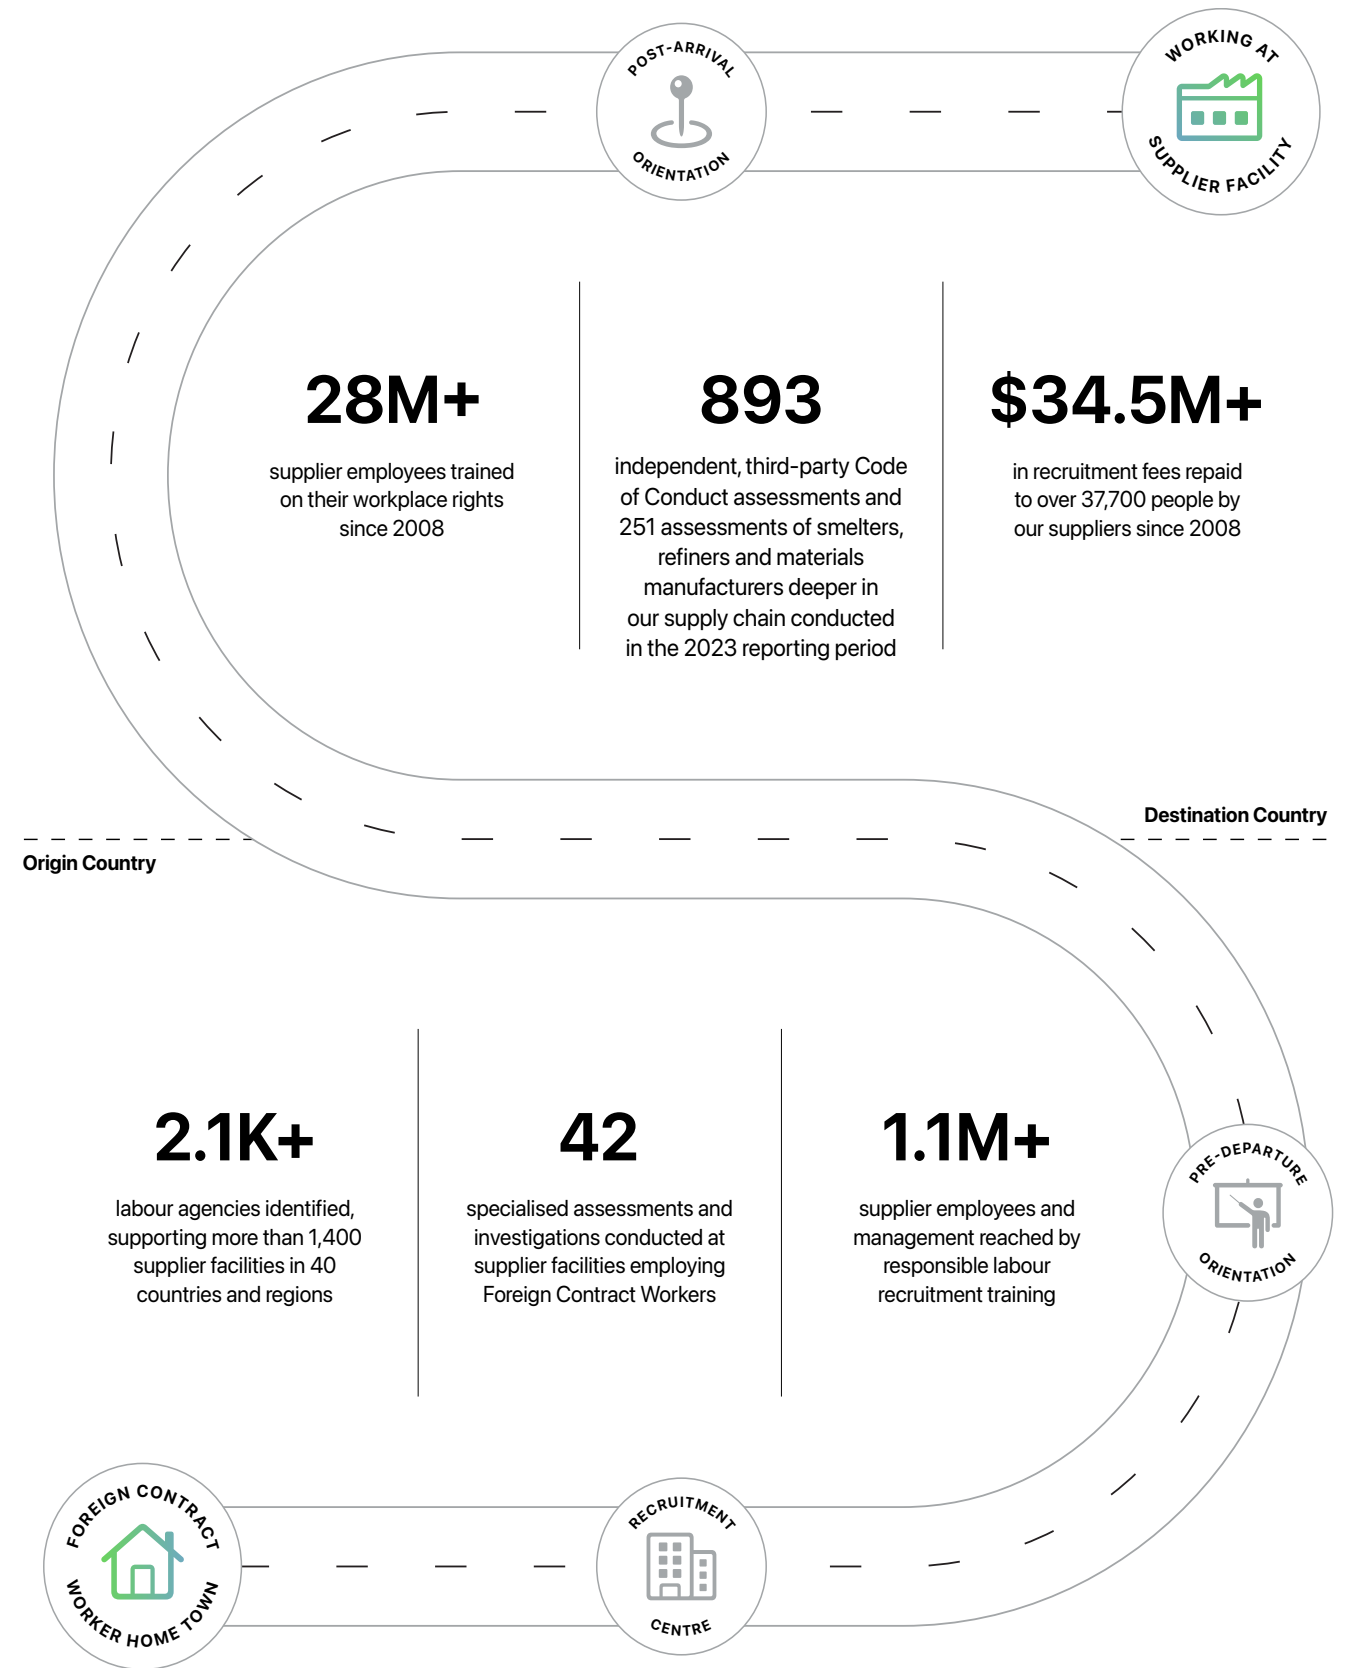 POST-ARRIVAL
ORIENTATION
WORKING AT
SUPPLIER FACILITY
28M+
supplier employees trained
on their workplace rights
since 2008
893
independent, third-party Code
of Conduct assessments and
251 assessments of smelters,
refiners and materials
manufacturers deeper in
our supply chain conducted
in the 2023 reporting period
$34.5M+
in recruitment fees repaid
to over 37,700 people by
our suppliers since 2008
Destination Country
Origin Country
2.1K+
labour agencies identified,
supporting more than 1,400
supplier facilities in 40
countries and regions
42
specialised assessments and
investigations conducted at
supplier facilities employing
Foreign Contract Workers
1.1M+
supplier employees and
management reached by
responsible labour
recruitment training
PRE-DEPARTURE
ORIENTATION
FOREIGN CONTRACT
WORKER HOME TOWN
RECRUITMENT
CENTRE